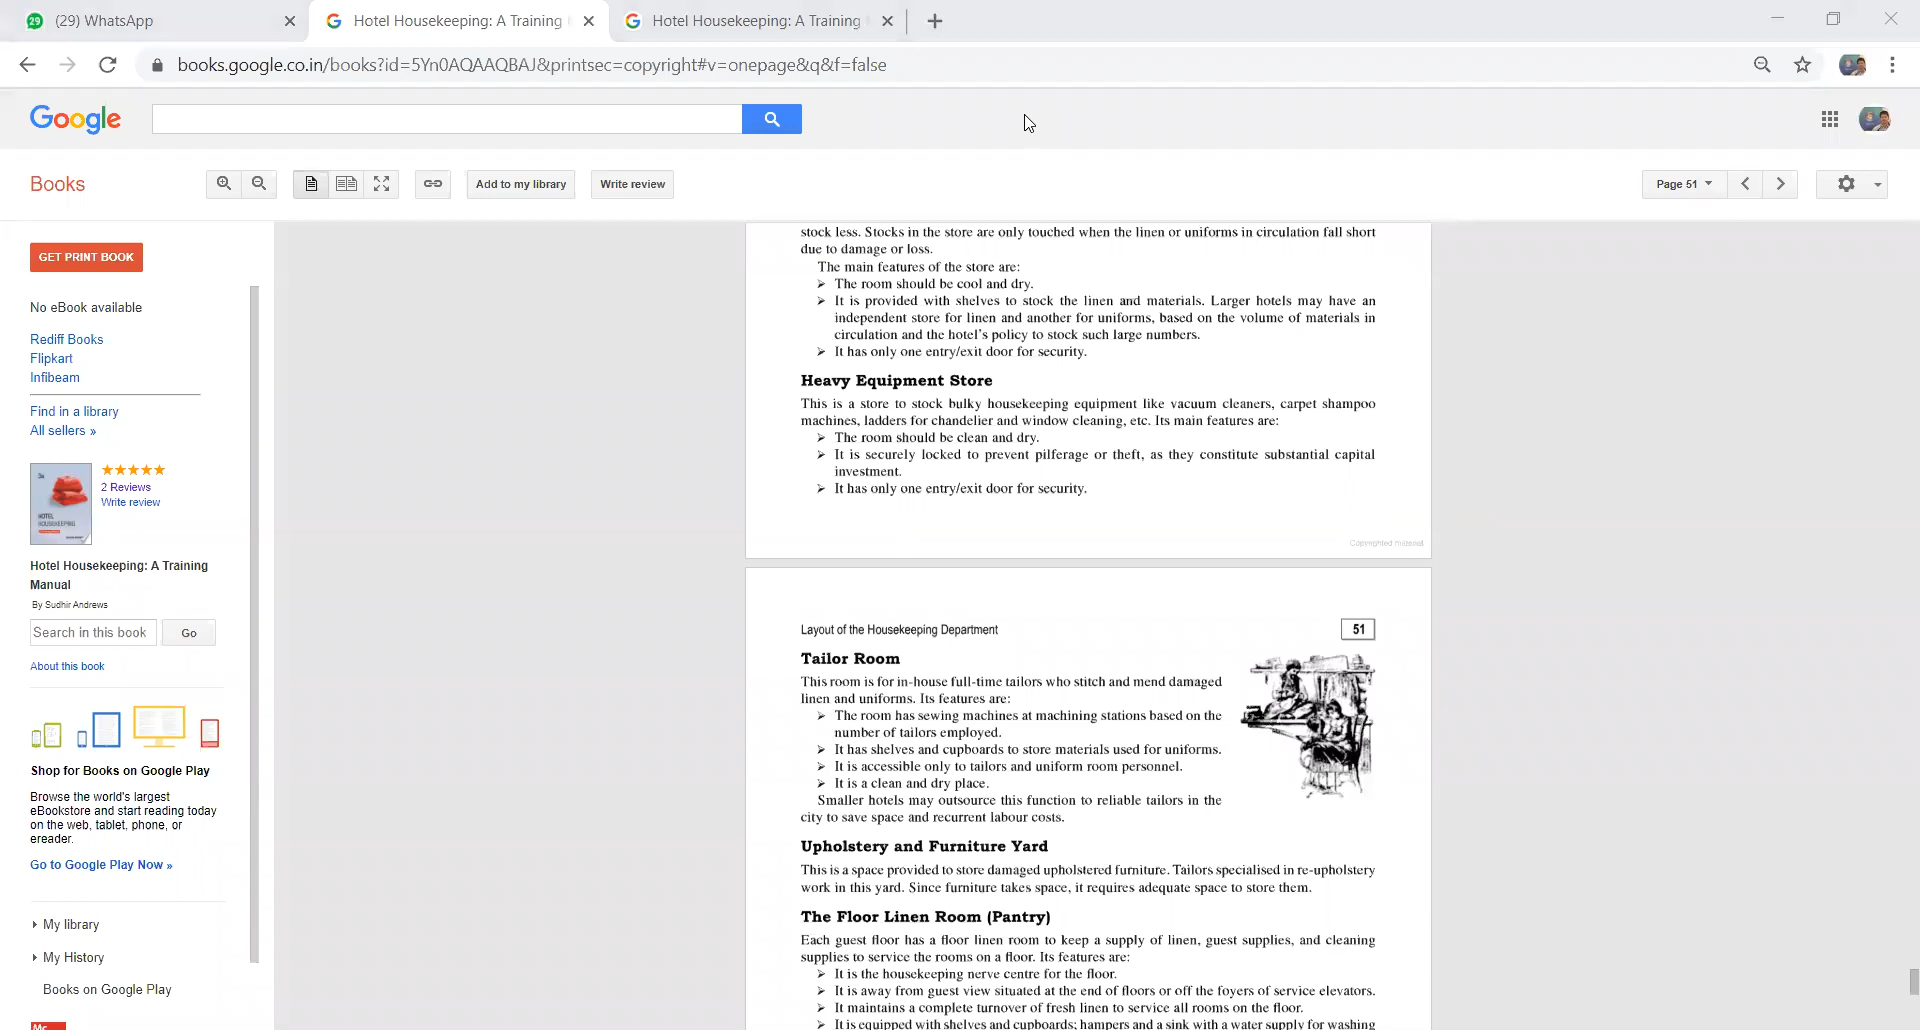 29 (29) WhatsApp
Hotel Housekeeping: A Training
Hotel Housekeeping: A Training
books.google.co.in/books?id=5Yn0AQAAQBAJ&printsec=copyright#v=onepage&q&f=false
Google
Books
Add to my library
Write review
Page 51
GET PRINT BOOK
No eBook available
Rediff Books
Flipkart
Infibeam
Find in a library
All sellers »
HOTEL
HOUSEKEEPING
2 Reviews
Write review
Hotel Housekeeping: A Training
Manual
By Sudhir Andrews
Search in this book Go
About this book
Shop for Books on Google Play
Browse the world's largest
eBookstore and start reading today
on the web, tablet, phone, or
ereader.
Go to Google Play Now »
My library
My History
Books on Google Play
Mc
stock less. Stocks in the store are only touched when the linen or uniforms in circulation fall short
due to damage or loss.
The main features of the store are:
➢ The room should be cool and dry.
➢ It is provided with shelves to stock the linen and materials. Larger hotels may have an
independent store for linen and another for uniforms, based on the volume of materials in
circulation and the hotel's policy to stock such large numbers.
➢ It has only one entry/exit door for security.
Heavy Equipment Store
This is a store to stock bulky housekeeping equipment like vacuum cleaners, carpet shampoo
machines, ladders for chandelier and window cleaning, etc. Its main features are:
➢ The room should be clean and dry.
➢ It is securely locked to prevent pilferage or theft, as they constitute substantial capital
investment.
➢ It has only one entry/exit door for security.
Copyrighted material
Layout of the Housekeeping Department 51
Tailor Room
This room is for in-house full-time tailors who stitch and mend damaged
linen and uniforms. Its features are:
➢ The room has sewing machines at machining stations based on the
number of tailors employed.
➢ It has shelves and cupboards to store materials used for uniforms.
➢ It is accessible only to tailors and uniform room personnel.
➢ It is a clean and dry place.
Smaller hotels may outsource this function to reliable tailors in the
city to save space and recurrent labour costs.
Upholstery and Furniture Yard
This is a space provided to store damaged upholstered furniture. Tailors specialised in re-upholstery
work in this yard. Since furniture takes space, it requires adequate space to store them.
The Floor Linen Room (Pantry)
Each guest floor has a floor linen room to keep a supply of linen, guest supplies, and cleaning
supplies to service the rooms on a floor. Its features are:
➢ It is the housekeeping nerve centre for the floor.
➢ It is away from guest view situated at the end of floors or off the foyers of service elevators.
➢ It maintains a complete turnover of fresh linen to service all rooms on the floor.
➢ It is equipped with shelves and cupboards; hampers and a sink with a water supply for washing